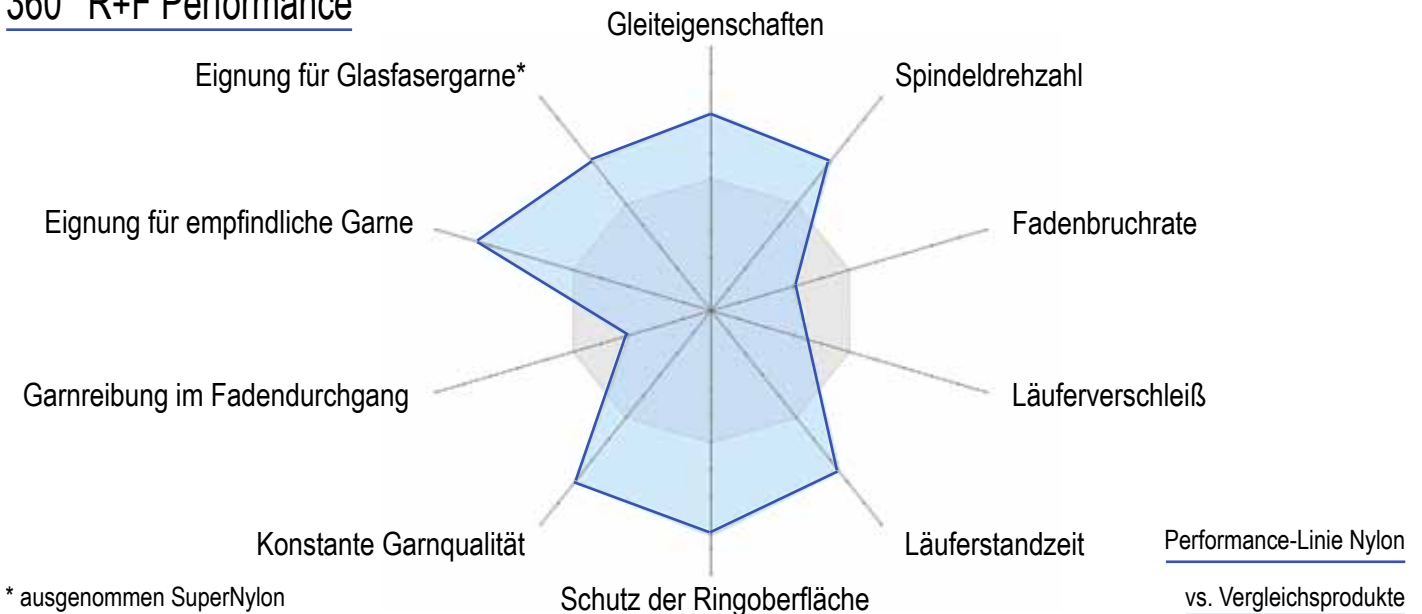 360° R+F Performance
Gleiteigenschaften
Eignung für Glasfasergarne*
Spindeldrehzahl
Eignung für empfindliche Garne
Fadenbruchrate
Garnreibung im Fadendurchgang
Läuferverschleiß
Konstante Garnqualität
Läuferstandzeit
Performance-Linie Nylon
* ausgenommen SuperNylon
Schutz der Ringoberfläche
vs. Vergleichsprodukte